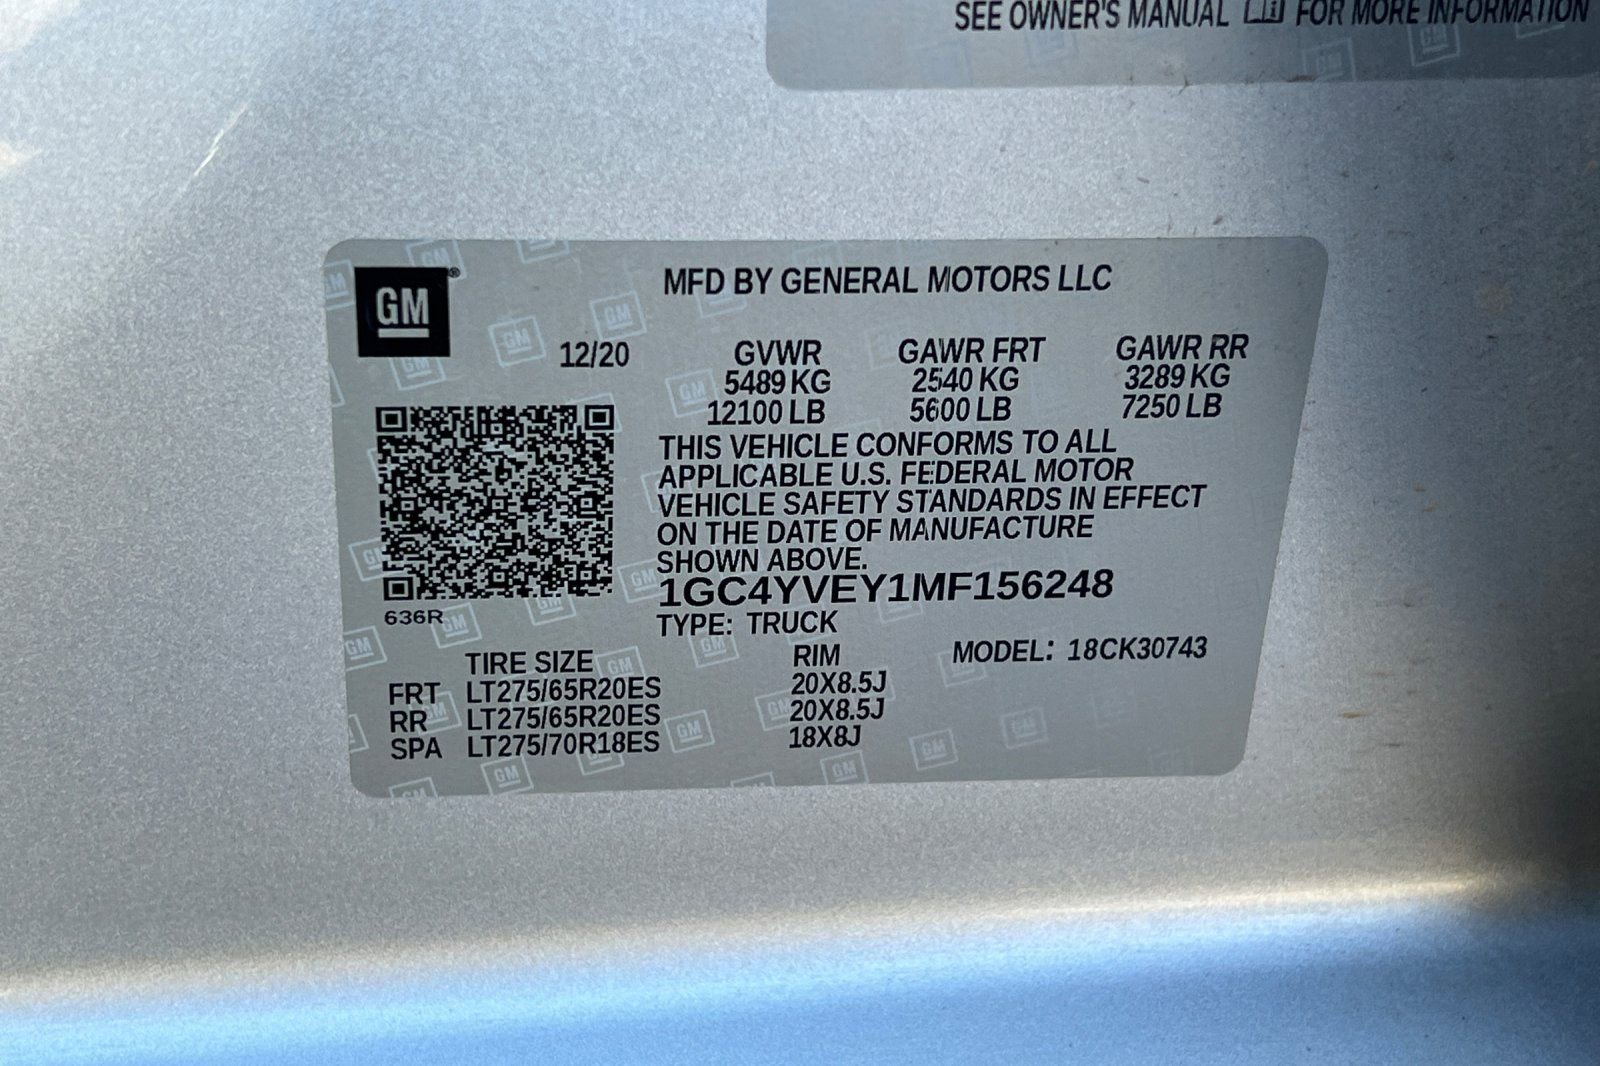 SEE OWNER'S MANUAL FOR MORE INFORMATION
GM ®
MFD BY GENERAL MOTORS LLC
12/20 GVWR GAWR FRT GAWR RR
5489 KG 2540 KG 3289 KG
12100 LB 5600 LB 7250 LB
THIS VEHICLE CONFORMS TO ALL
APPLICABLE U.S. FEDERAL MOTOR
VEHICLE SAFETY STANDARDS IN EFFECT
ON THE DATE OF MANUFACTURE
SHOWN ABOVE.
1GC4YVEY1MF156248
636R
TYPE: TRUCK
TIRE SIZE RIM MODEL: 18CK30743
FRT LT275/65R20ES 20X8.5J
RR LT275/65R20ES 20X8.5J
SPA LT275/70R18ES 18X8J